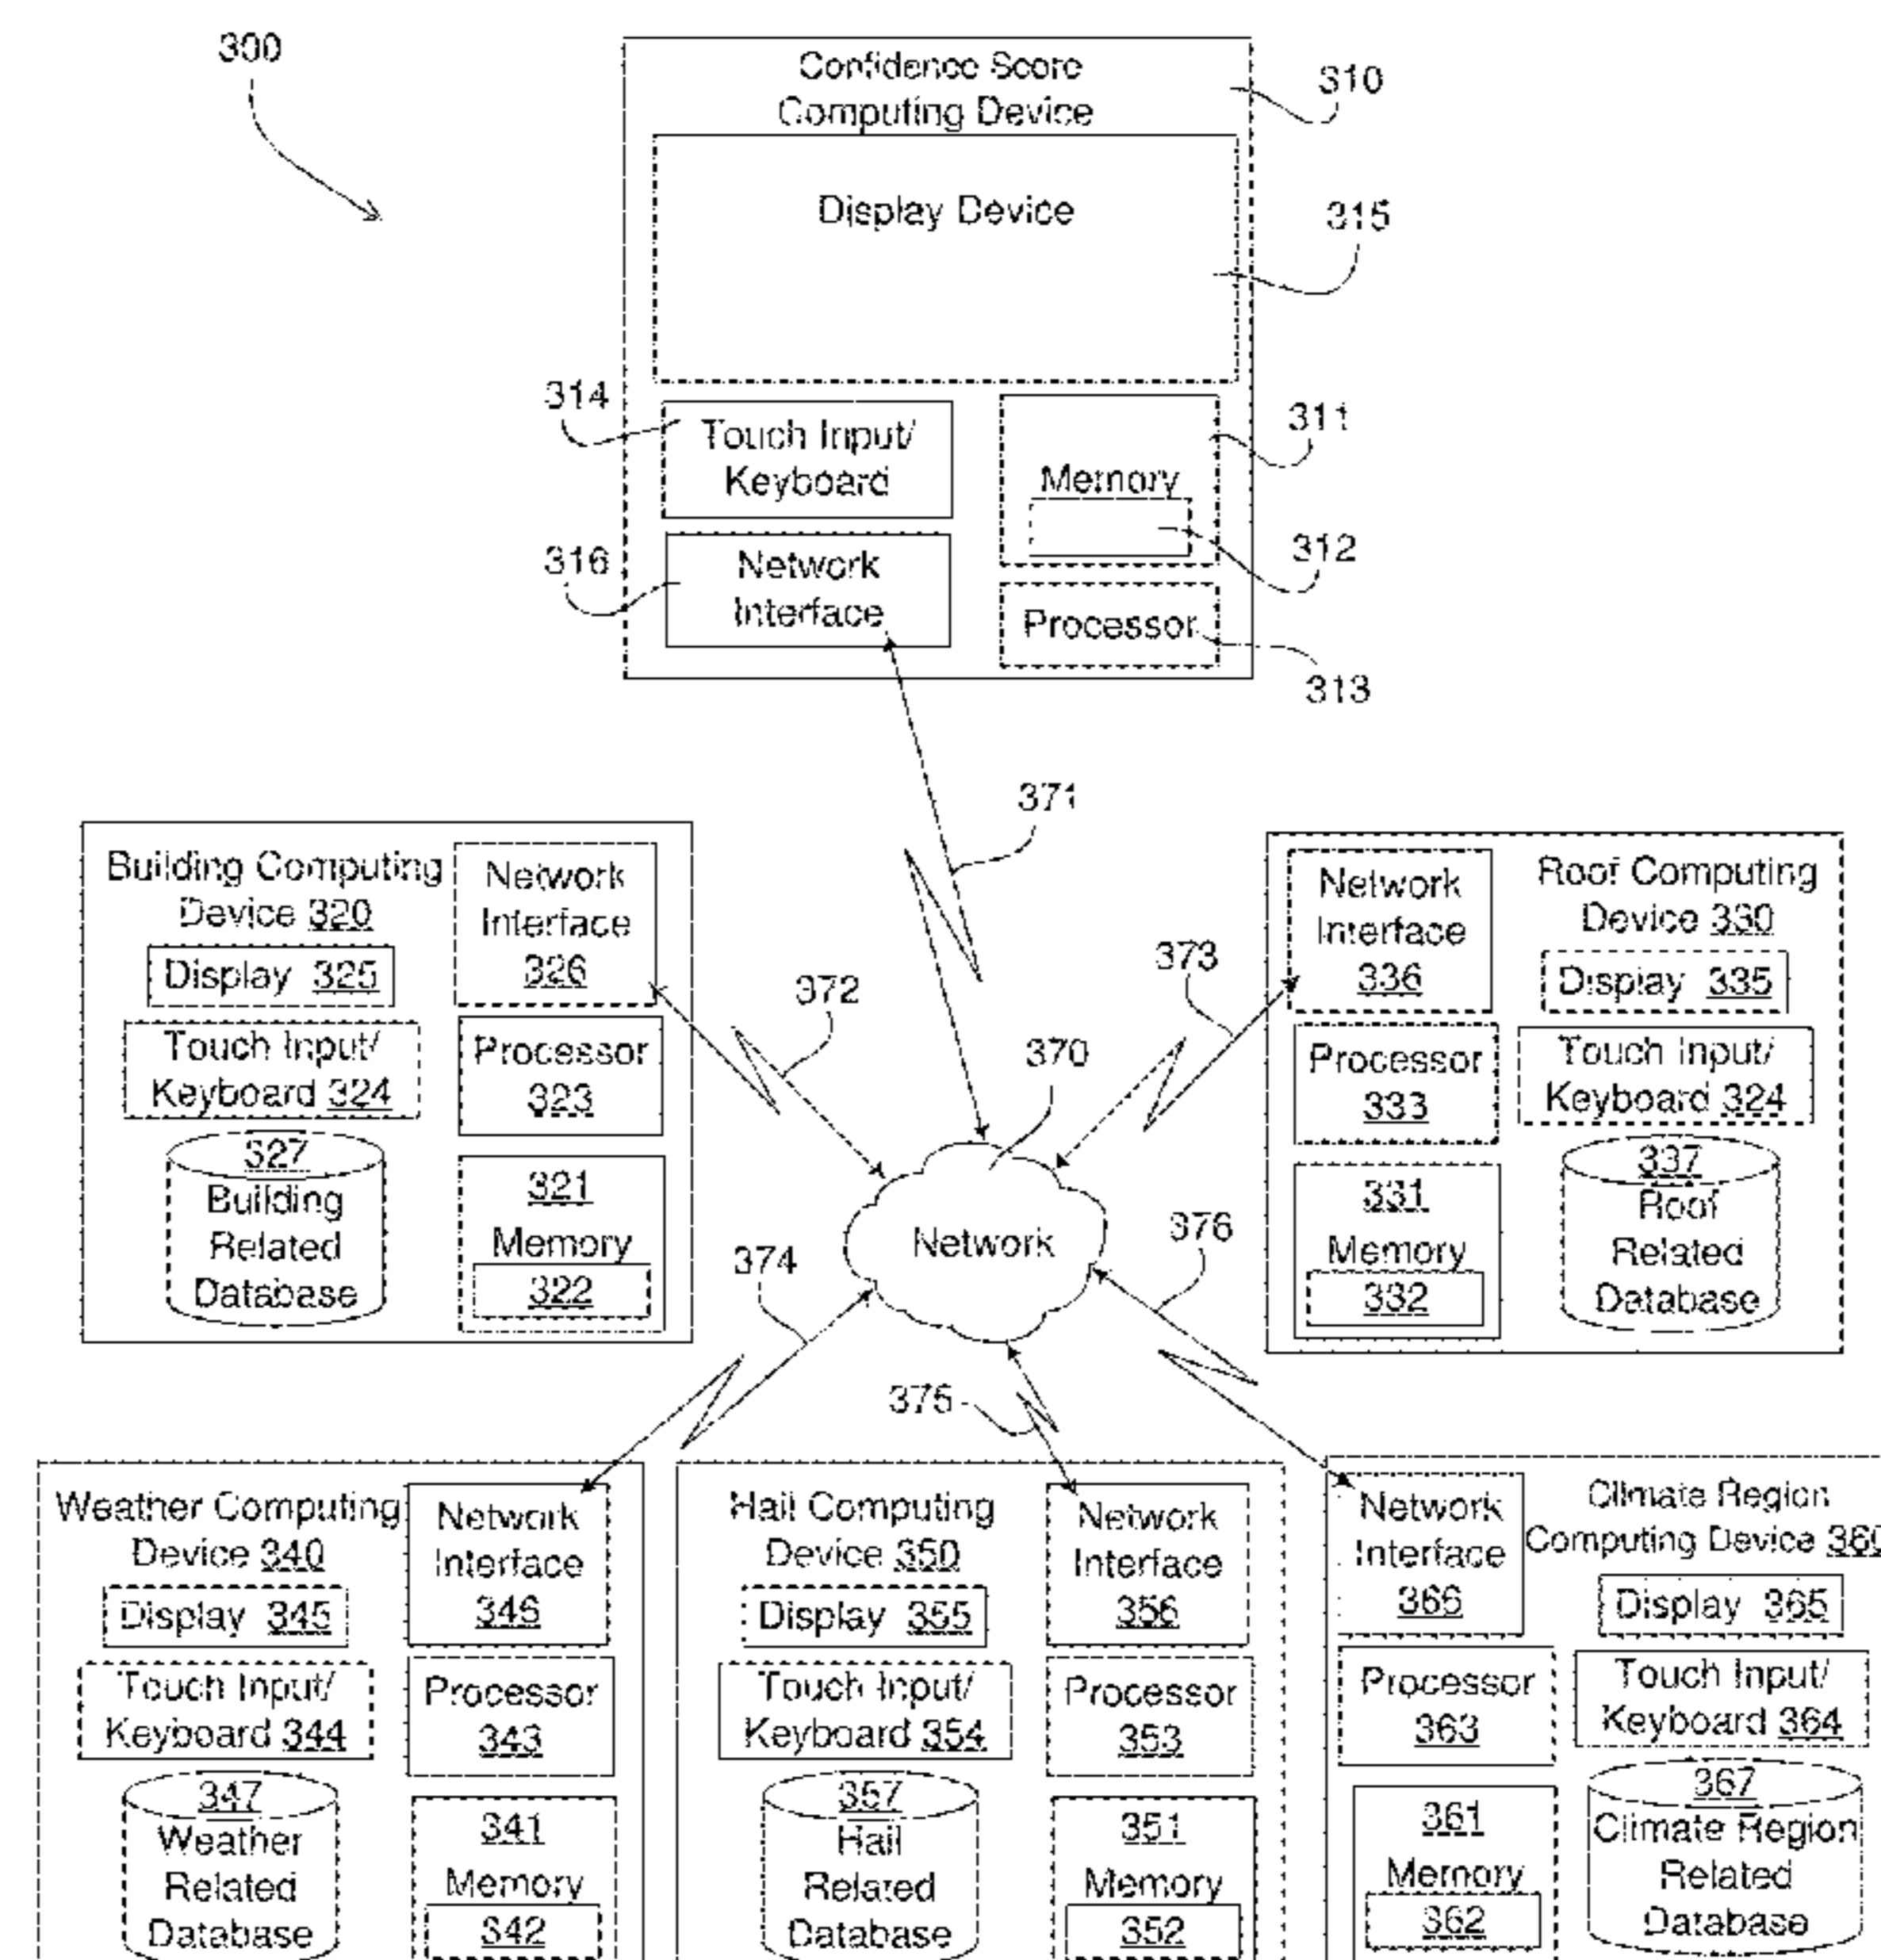 300
Confidence Score
Computing Device
310
Display Device
315
314
Touch Input/
Keyboard
311
Memory
312
316
Network
Interface
Processor
313
371
Building Computing
Device 320
Display 325
Touch Input/
Keyboard 324
327
Building
Related
Database
Network
Interface
326
Processor
323
321
Memory
322
372
373
370
Network
Network
Interface
336
Processor
333
331
Memory
332
Roof Computing
Device 330
Display 335
Touch Input/
Keyboard 324
337
Roof
Related
Database
374
376
375
Weather Computing
Device 340
Display 345
Touch Input/
Keyboard 344
347
Weather
Related
Database
Network
Interface
346
Processor
343
341
Memory
342
Hail Computing
Device 350
Display 355
Touch Input/
Keyboard 354
357
Hail
Related
Database
Network
Interface
356
Processor
353
351
Memory
352
Network
Interface
366
Processor
363
361
Memory
362
Climate Region
Computing Device 360
Display 365
Touch Input/
Keyboard 364
367
Climate Region
Related
Database